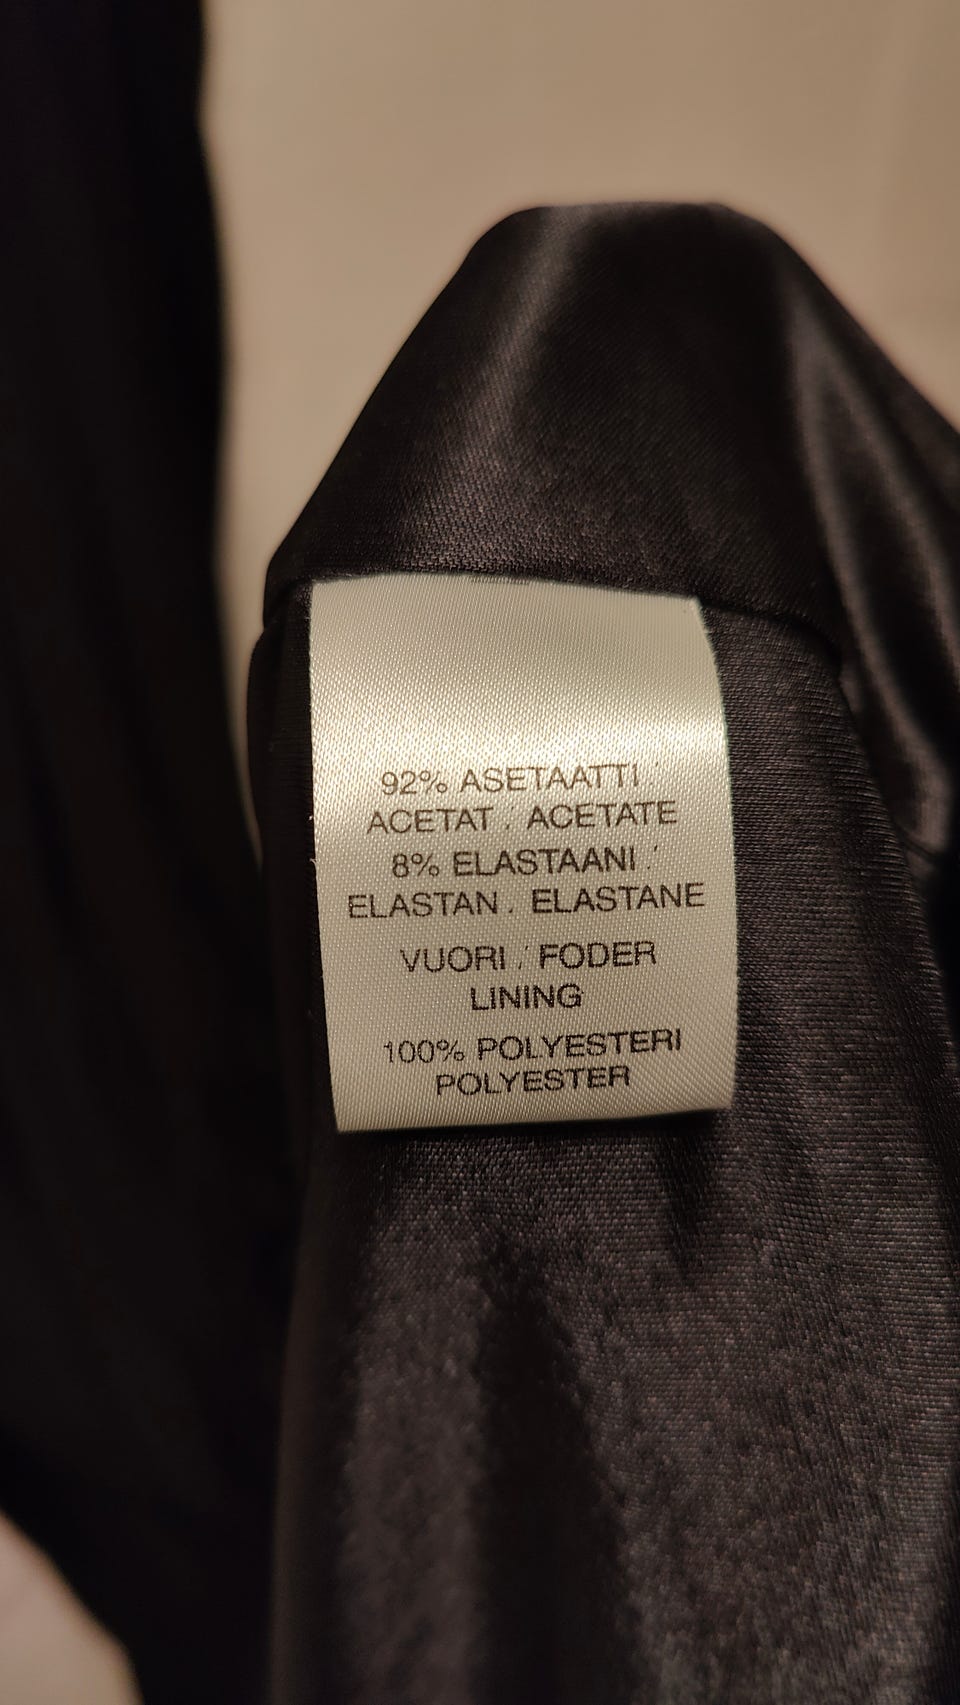 92% ASETAATTI .
ACETAT . ACETATE
8% ELASTAANI .
ELASTAN . ELASTANE
VUORI . FODER
LINING
100% POLYESTERI
POLYESTER